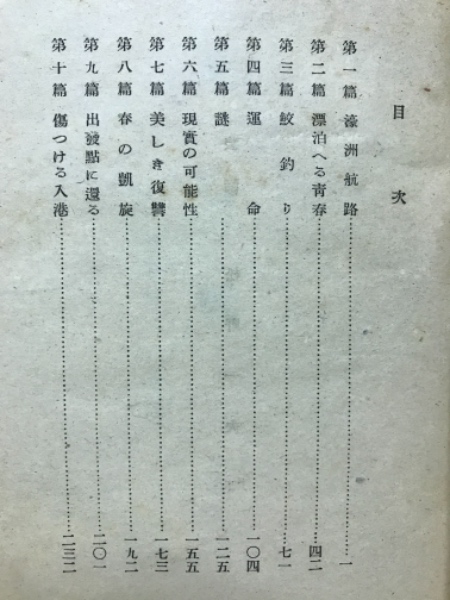 目次
第一篇 濠洲航路……一
第二篇 漂泊へる青春……四二
第三篇 鮫釣り……七一
第四篇 運命……一〇四
第五篇 謎……一二五
第六篇 現實の可能性……一五五
第七篇 美しき復讐……一七三
第八篇 春の凱旋……一九二
第九篇 出發點に還る……二〇一
第十篇 傷つける入港……二三二